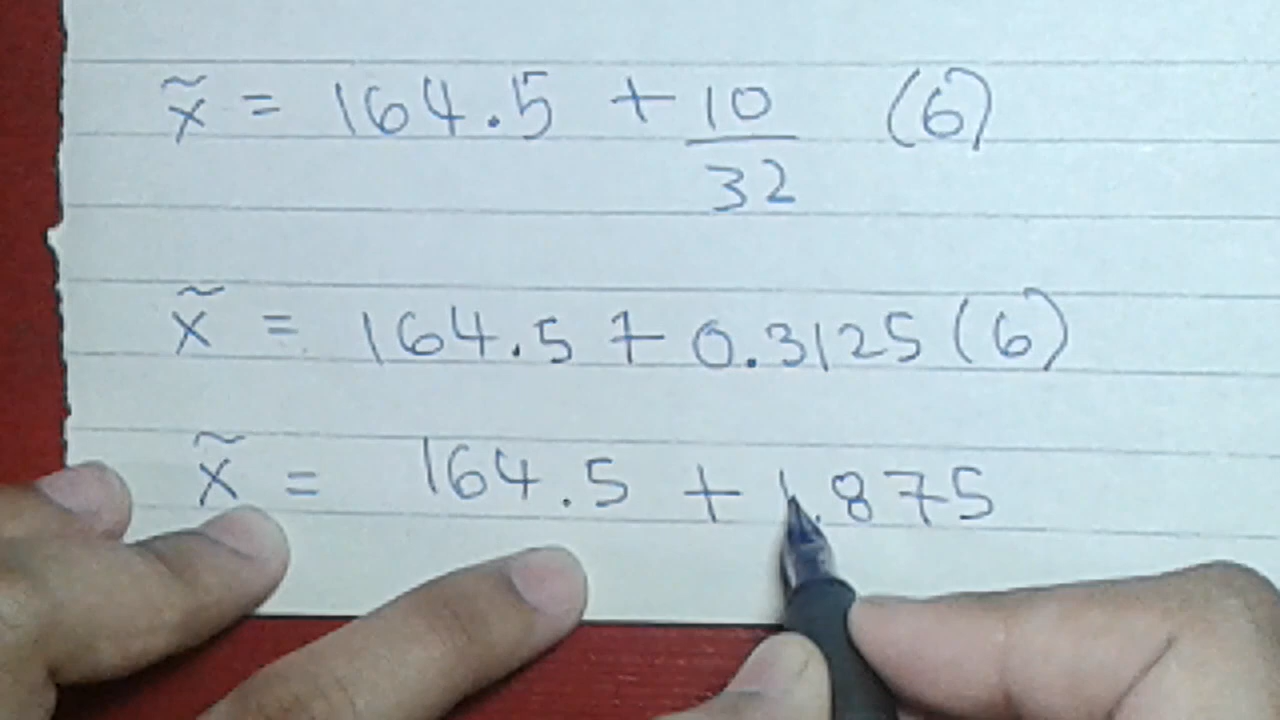 x̃ = 164.5 + 10/32 (6)
x̃ = 164.5 + 0.3125 (6)
x̃ = 164.5 + 1.875